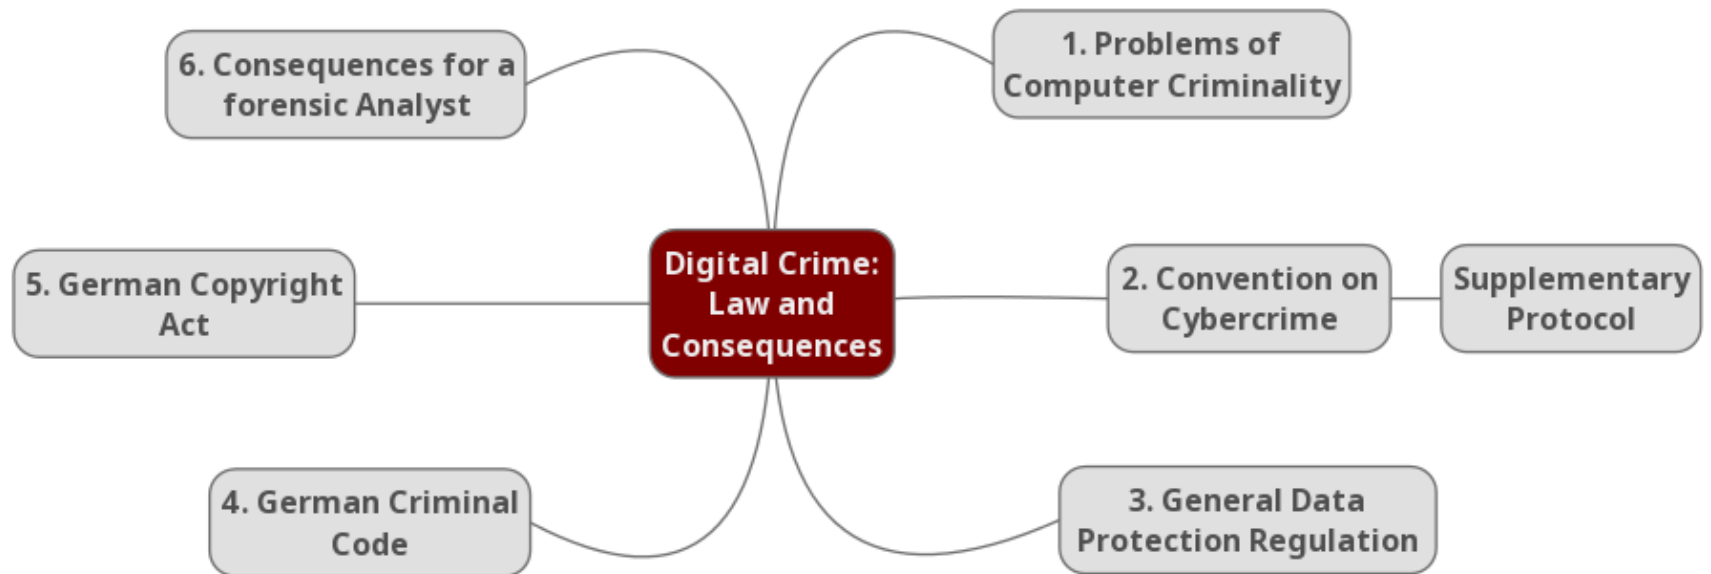 Digital Crime:
Law and
Consequences
1. Problems of
Computer Criminality
2. Convention on
Cybercrime
Supplementary
Protocol
3. General Data
Protection Regulation
4. German Criminal
Code
5. German Copyright
Act
6. Consequences for a
forensic Analyst